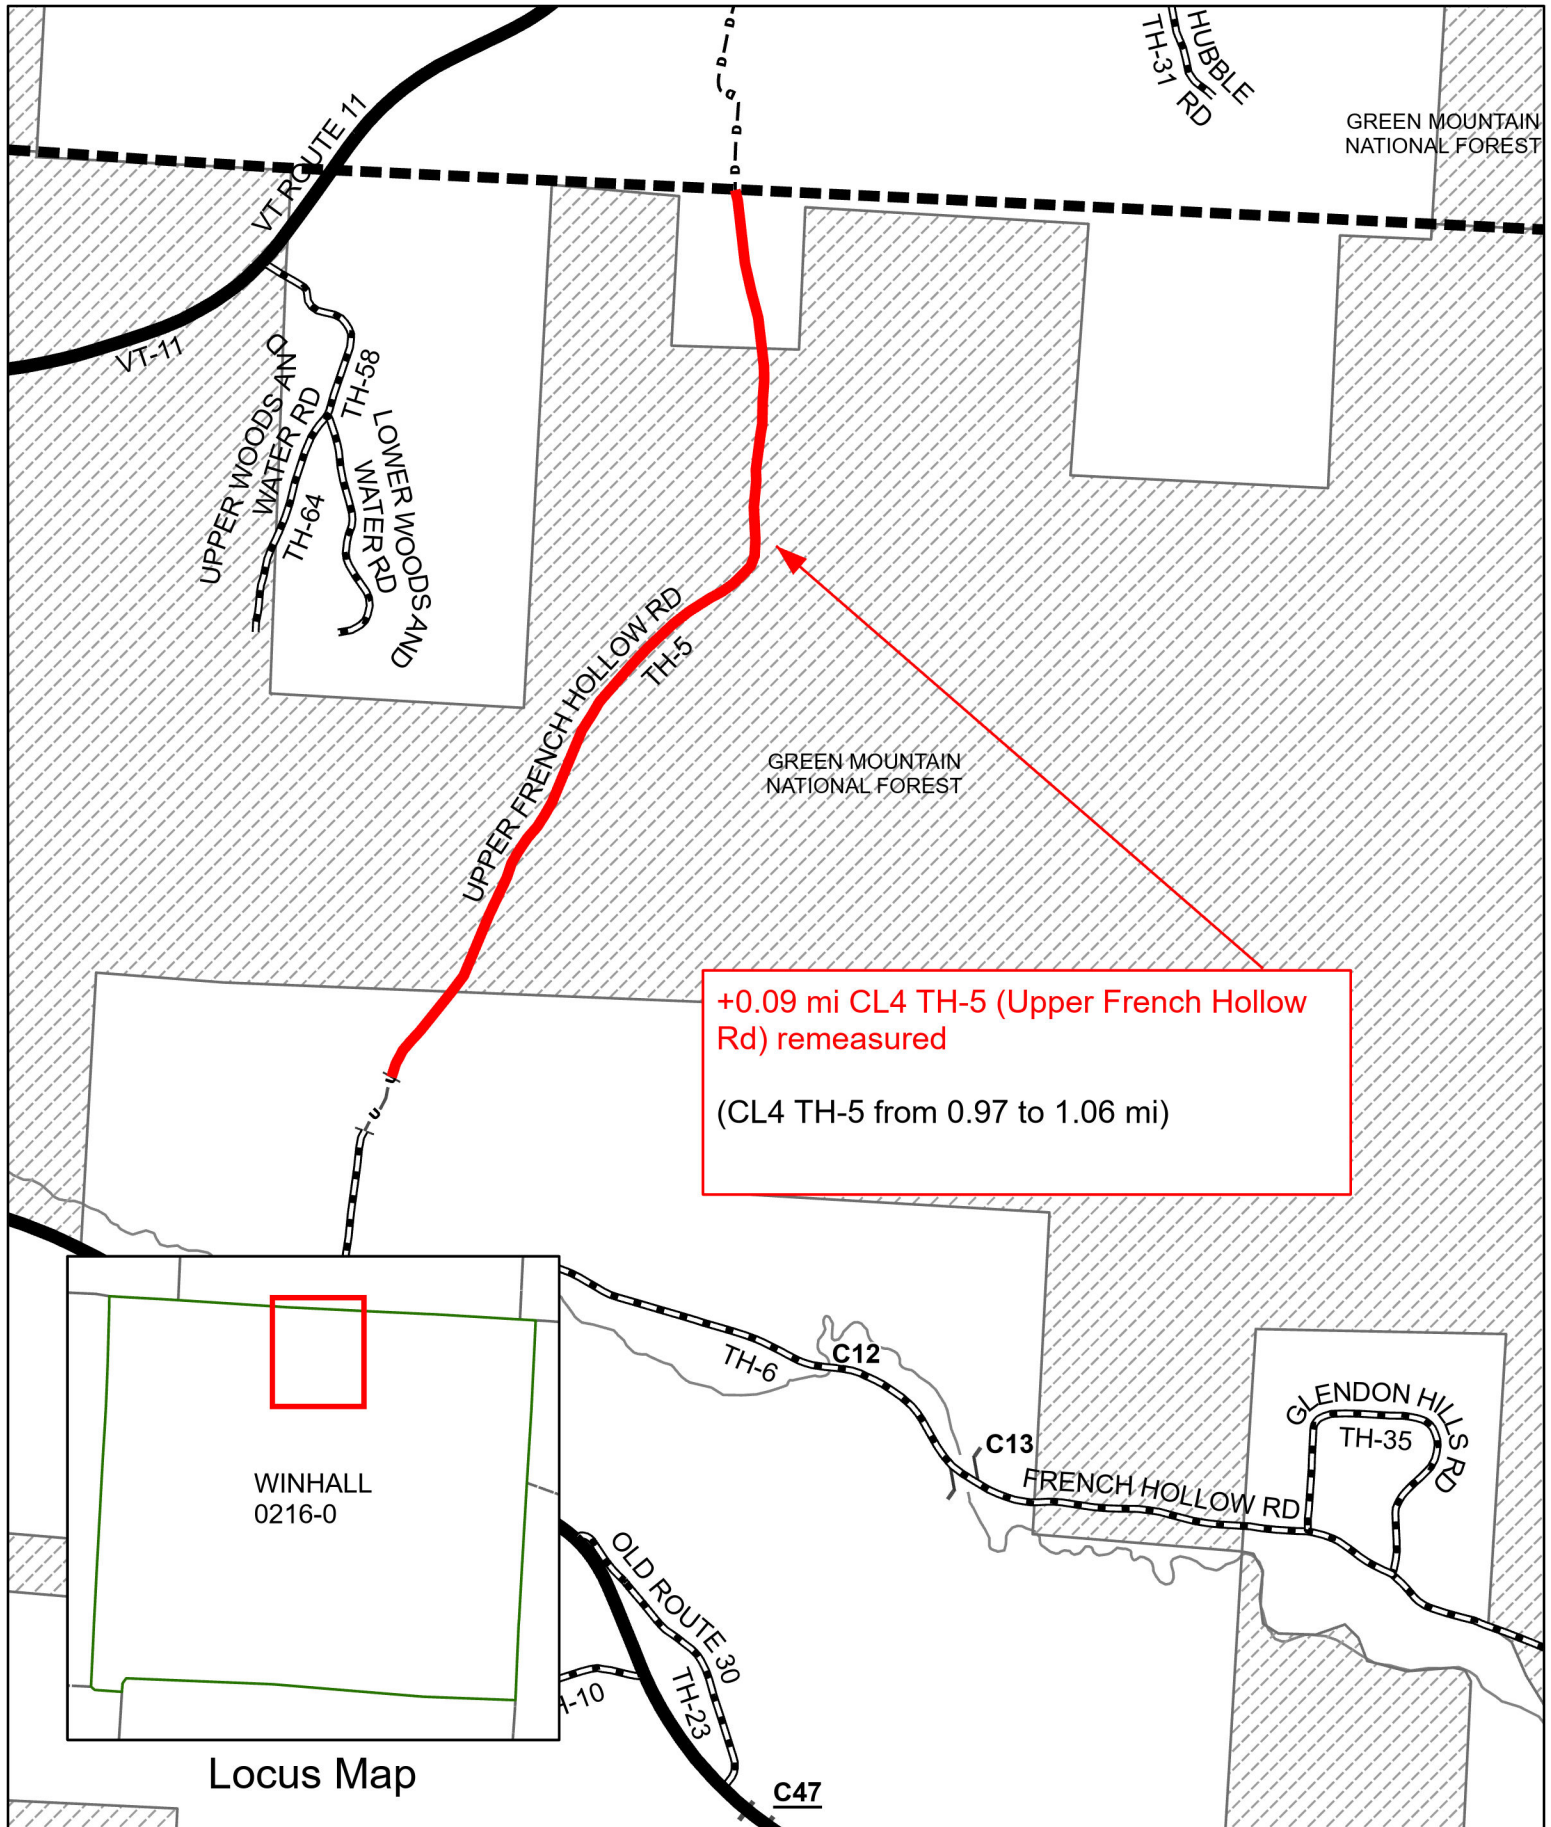 HUBBLE
RD
TH-31
GREEN MOUNTAIN
NATIONAL FOREST
VT ROUTE 11
VT-11
D
D
D
D
D
TH-58
UPPER WOODS AND
WATER RD
TH-64
LOWER WOODS AND
WATER RD
UPPER FRENCH HOLLOW RD
TH-5
GREEN MOUNTAIN
NATIONAL FOREST
+0.09 mi CL4 TH-5 (Upper French Hollow
Rd) remeasured
(CL4 TH-5 from 0.97 to 1.06 mi)
U
U
TH-6
C12
C13
FRENCH HOLLOW RD
GLENDON HILLS RD
TH-35
WINHALL
0216-0
OLD ROUTE 30
TH-23
H-10
C47
Locus Map